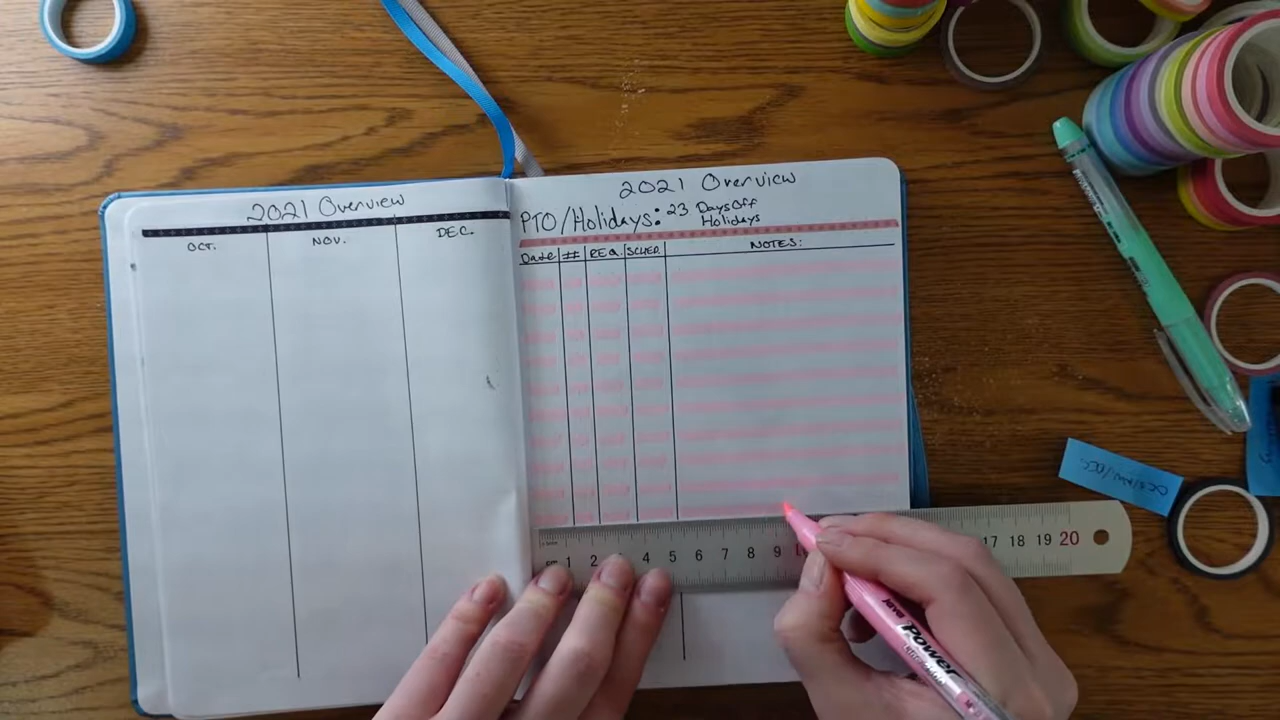 2021 Overview
OCT. NOV. DEC.
2021 Overview
PTO/Holidays: 23 Days Off
Holidays
Date # REQ. SCHED. NOTES:
1 2 3 4 5 6 7 8 9 17 18 19 20
Power